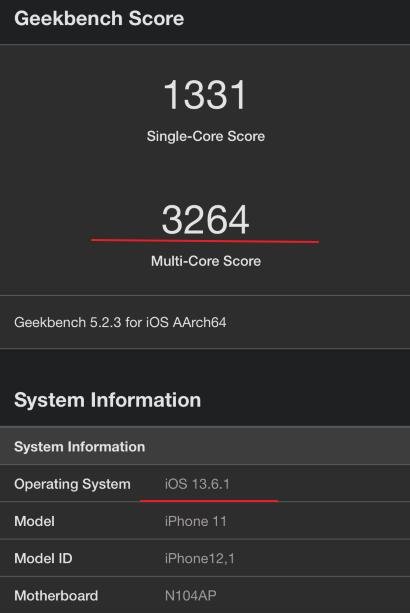 Geekbench Score
1331
Single-Core Score
3264
Multi-Core Score
Geekbench 5.2.3 for iOS AArch64
System Information
System Information
Operating System iOS 13.6.1
Model iPhone 11
Model ID iPhone12,1
Motherboard N104AP